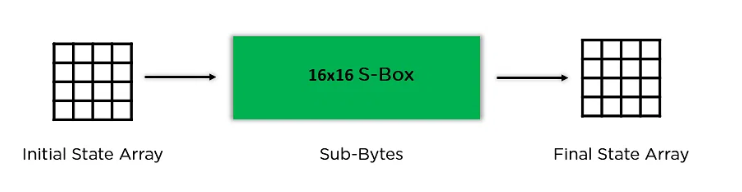 16x16 S-Box
Initial State Array
Sub-Bytes
Final State Array